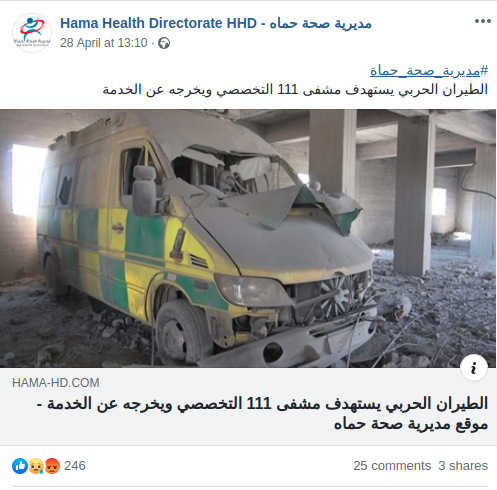 Hama Health Directorate HHD - مديرية صحة حماه
28 April at 13:10 ·
#مديرية_صحة_حماة
الطيران الحربي يستهدف مشفى 111 التخصصي ويخرجه عن الخدمة
HAMA-HD.COM
الطيران الحربي يستهدف مشفى 111 التخصصي ويخرجه عن الخدمة -
موقع مديرية صحة حماه
246
25 comments 3 shares